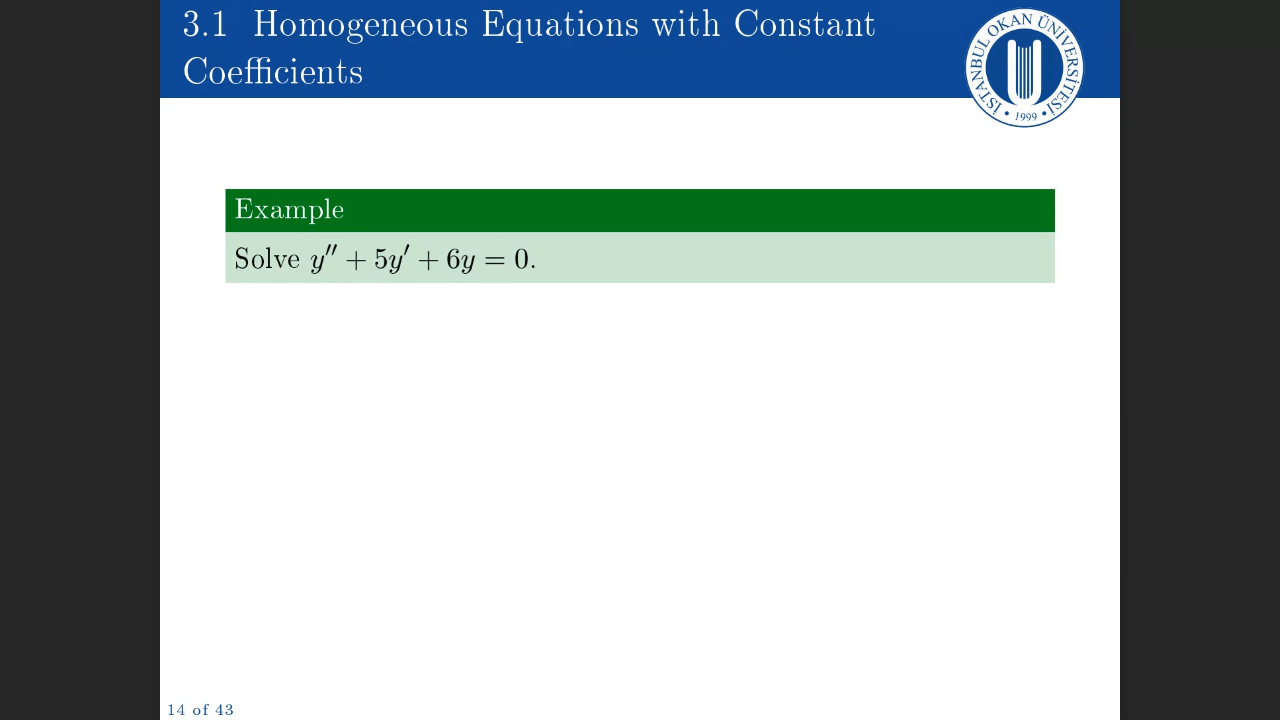 3.1 Homogeneous Equations with Constant
Coefficients
İSTANBUL OKAN ÜNİVERSİTESİ
• 1999 •
Example
Solve y″ + 5y′ + 6y = 0.
14 of 43